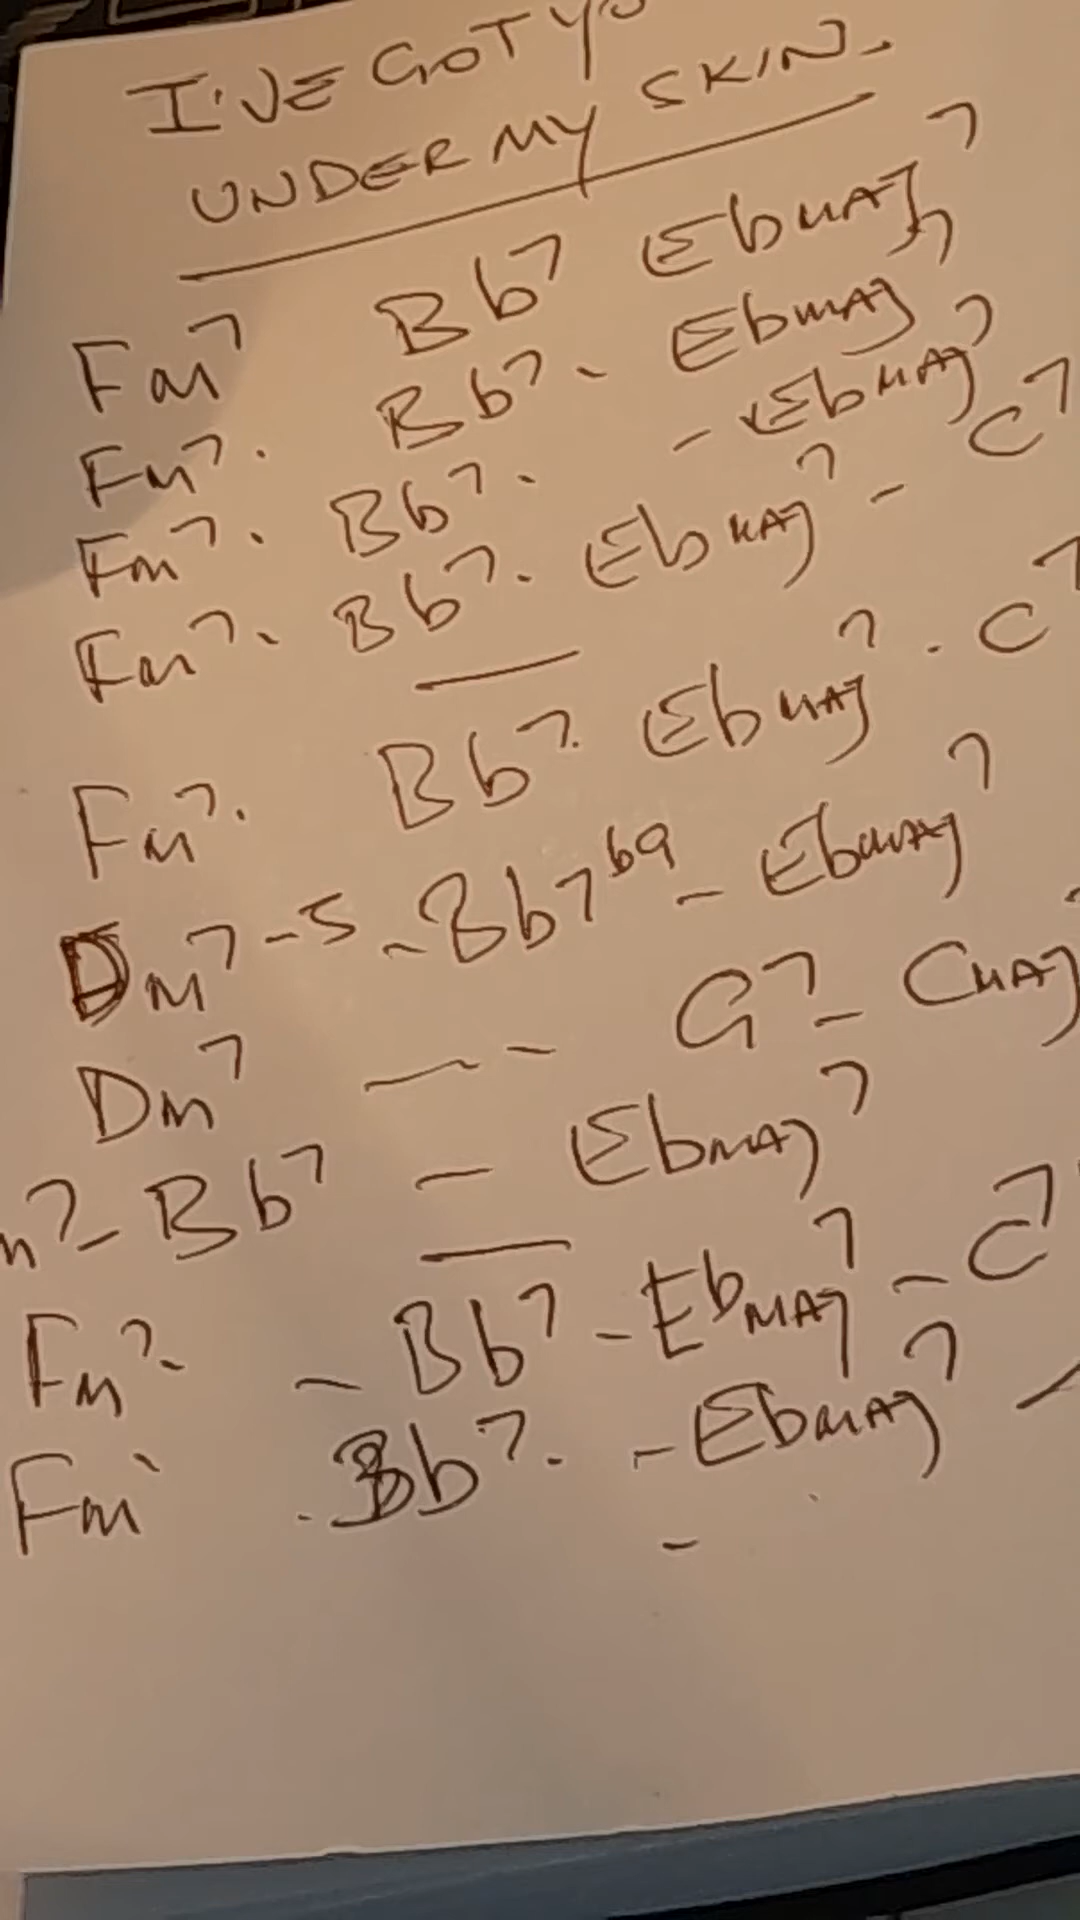 I'VE GOT YO
UNDER MY SKIN.
Fm7 Bb7 EbMAJ7
Fm7. Bb7 - EbMAJ7
Fm7. Bb7. - EbMAJ7
Fm7. Bb7. EbMAJ7 - C7
Fm7. Bb7. EbMAJ7. C7
Dm7-5 - Bb7b9 - EbMAJ7
Dm7 - - G7 - CMAJ
m7 - Bb7 - EbMAJ7
Fm7. - Bb7 - EbMAJ7 - C7
Fm . Bb7. - EbMAJ7 -